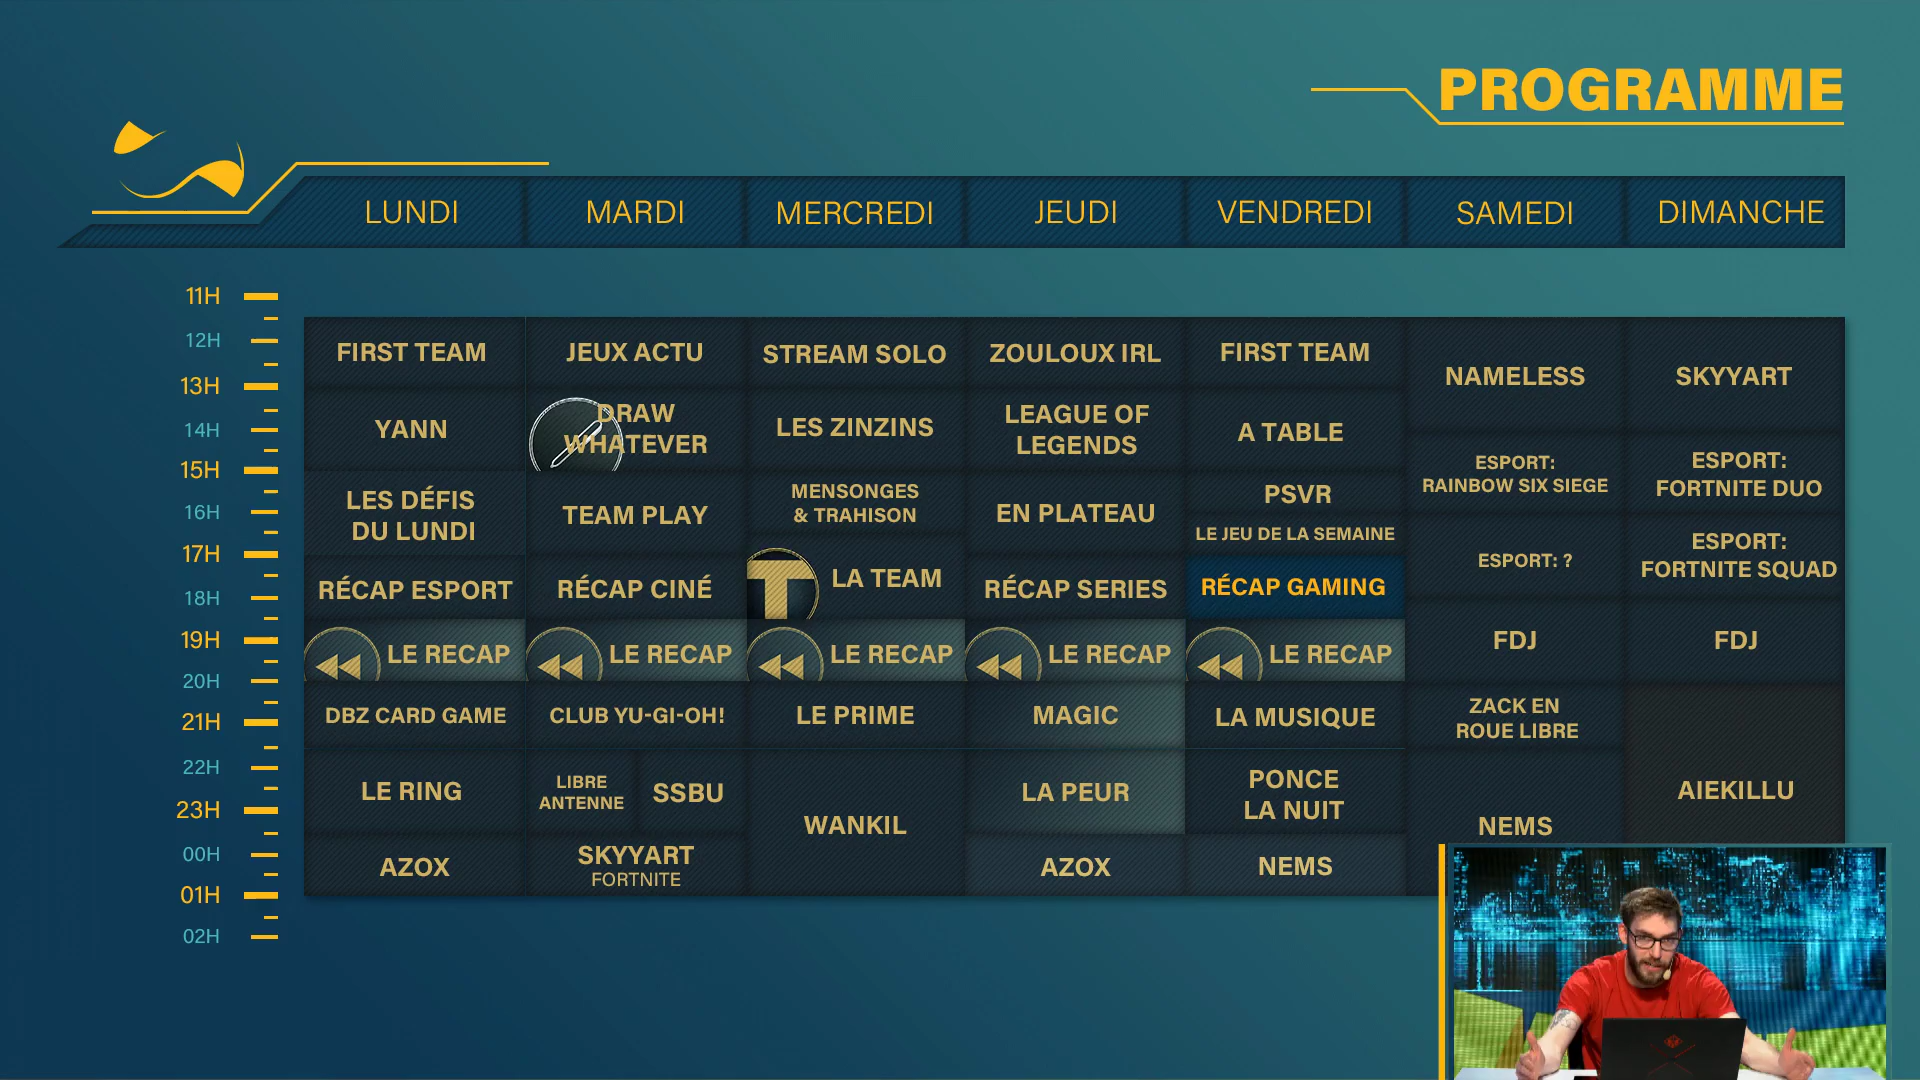 PROGRAMME
LUNDI MARDI MERCREDI JEUDI VENDREDI SAMEDI DIMANCHE
11H
12H
13H
14H
15H
16H
17H
18H
19H
20H
21H
22H
23H
00H
01H
02H
FIRST TEAM
YANN
LES DÉFIS
DU LUNDI
RÉCAP ESPORT
LE RECAP
DBZ CARD GAME
LE RING
AZOX
JEUX ACTU
DRAW
WHATEVER
TEAM PLAY
RÉCAP CINÉ
LE RECAP
CLUB YU-GI-OH!
LIBRE
ANTENNE
SSBU
SKYYART
FORTNITE
STREAM SOLO
LES ZINZINS
MENSONGES
& TRAHISON
T
LA TEAM
LE RECAP
LE PRIME
WANKIL
ZOULOUX IRL
LEAGUE OF
LEGENDS
EN PLATEAU
RÉCAP SERIES
LE RECAP
MAGIC
LA PEUR
AZOX
FIRST TEAM
A TABLE
PSVR
LE JEU DE LA SEMAINE
RÉCAP GAMING
LE RECAP
LA MUSIQUE
PONCE
LA NUIT
NEMS
NAMELESS
ESPORT:
RAINBOW SIX SIEGE
ESPORT: ?
FDJ
ZACK EN
ROUE LIBRE
NEMS
SKYYART
ESPORT:
FORTNITE DUO
ESPORT:
FORTNITE SQUAD
FDJ
AIEKILLU